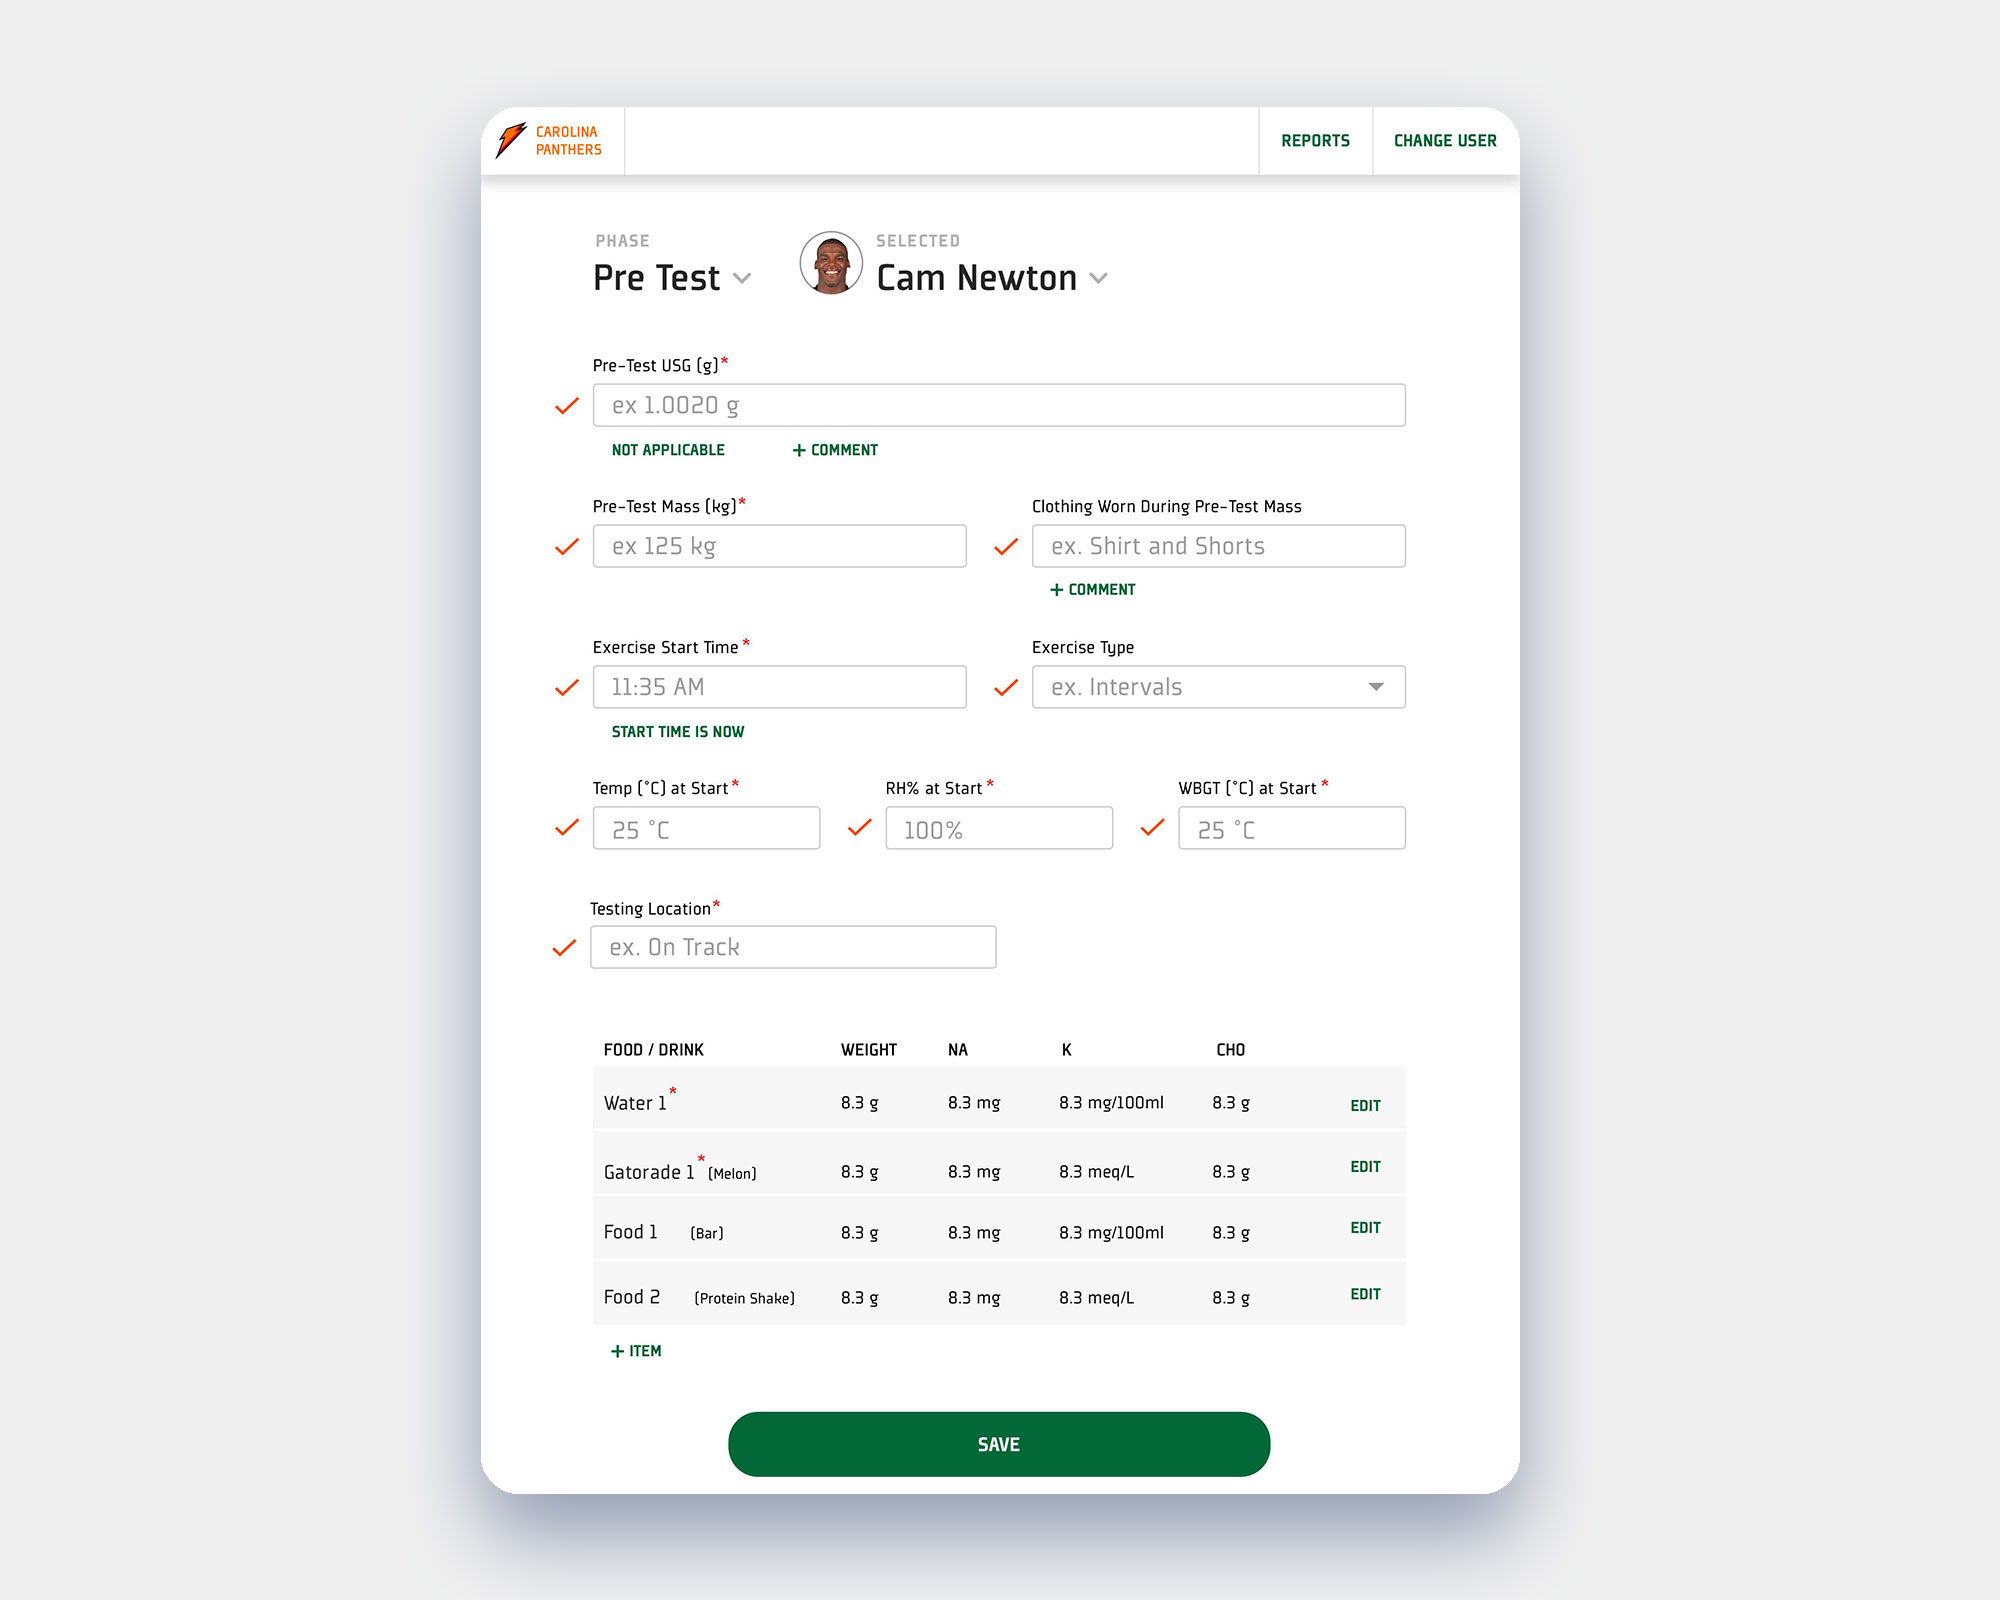 CAROLINA
PANTHERS
REPORTS
CHANGE USER
PHASE
Pre Test
SELECTED
Cam Newton
Pre-Test USG (g)*
ex 1.0020 g
NOT APPLICABLE
+ COMMENT
Pre-Test Mass (kg)*
Clothing Worn During Pre-Test Mass
ex 125 kg
ex. Shirt and Shorts
+ COMMENT
Exercise Start Time *
Exercise Type
11:35 AM
ex. Intervals
START TIME IS NOW
Temp (°C) at Start *
RH% at Start *
WBGT (°C) at Start *
25 °C
100%
25 °C
Testing Location*
ex. On Track
FOOD / DRINK WEIGHT NA K CHO
Water 1* 8.3 g 8.3 mg 8.3 mg/100ml 8.3 g EDIT
Gatorade 1* (Melon) 8.3 g 8.3 mg 8.3 meq/L 8.3 g EDIT
Food 1 (Bar) 8.3 g 8.3 mg 8.3 mg/100ml 8.3 g EDIT
Food 2 (Protein Shake) 8.3 g 8.3 mg 8.3 meq/L 8.3 g EDIT
+ ITEM
SAVE